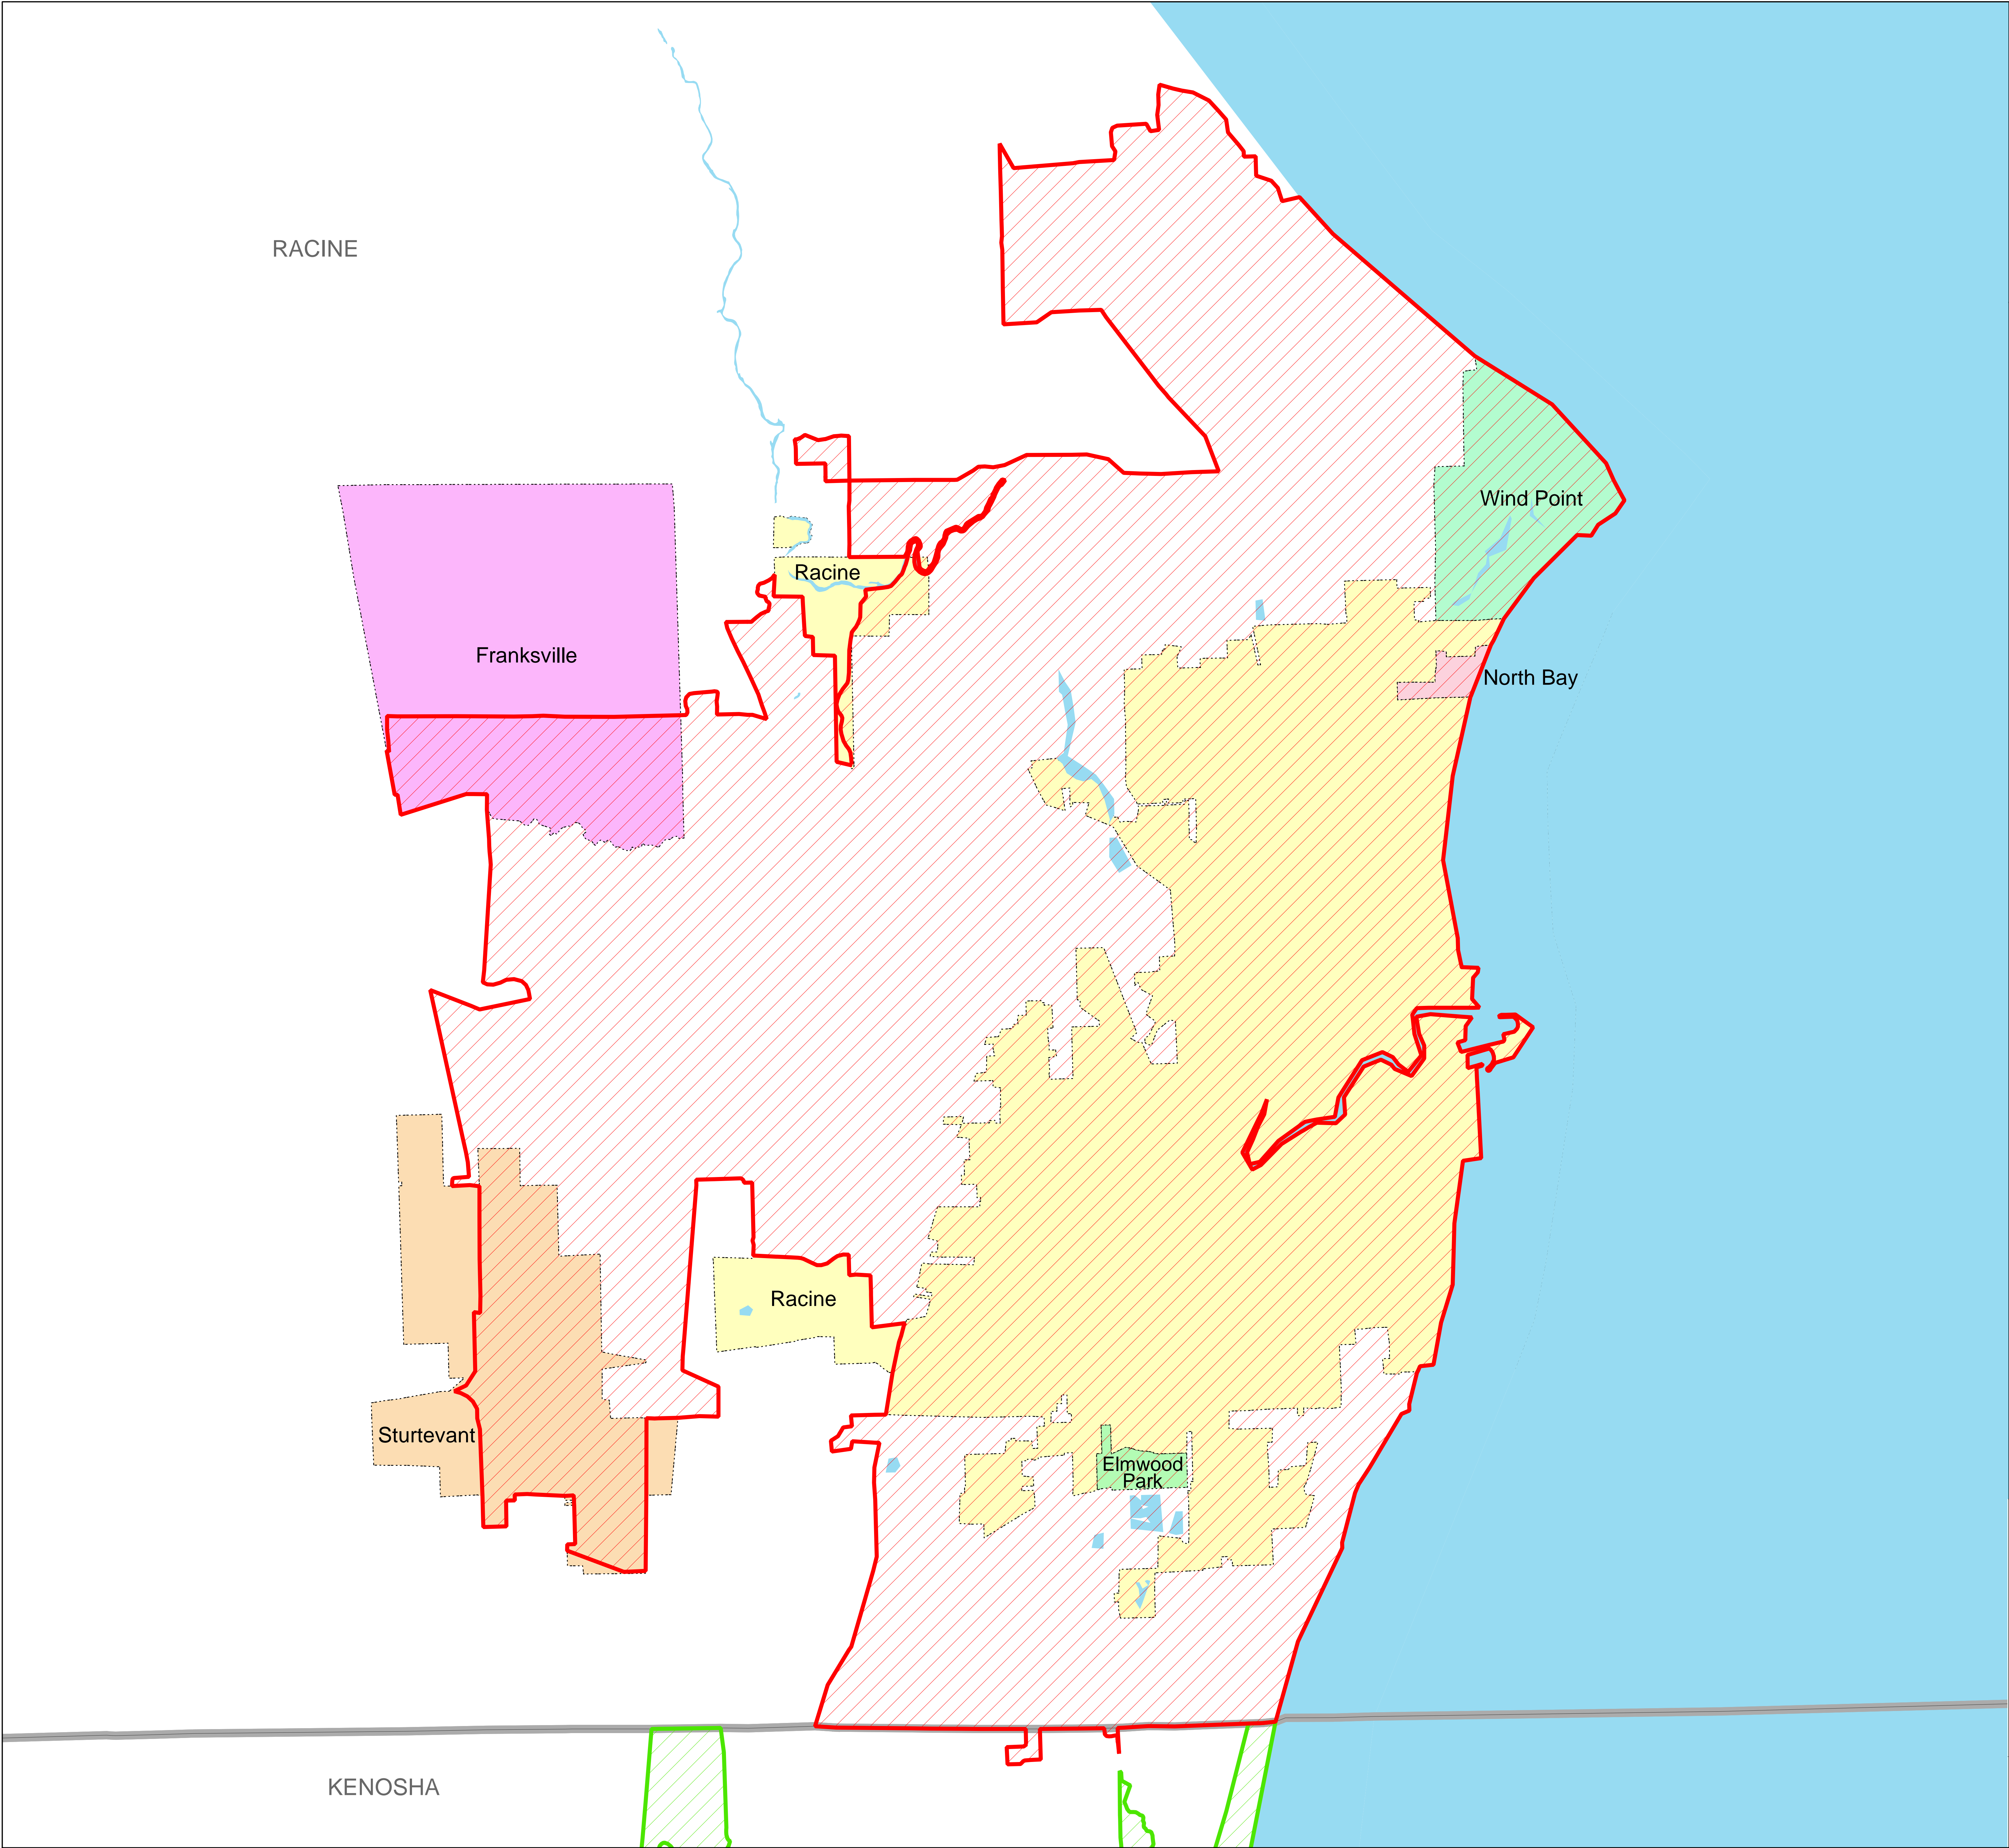 RACINE
Wind Point
Racine
Franksville
North Bay
Racine
Sturtevant
Elmwood
Park
KENOSHA